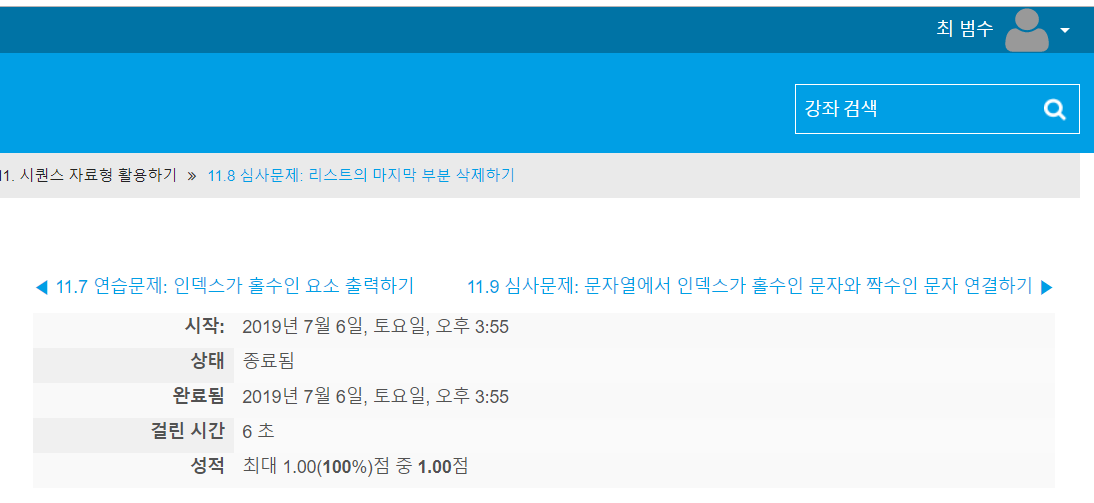 최 범수
강좌 검색
11. 시퀀스 자료형 활용하기 » 11.8 심사문제: 리스트의 마지막 부분 삭제하기
◀ 11.7 연습문제: 인덱스가 홀수인 요소 출력하기 11.9 심사문제: 문자열에서 인덱스가 홀수인 문자와 짝수인 문자 연결하기 ▶
시작: 2019년 7월 6일, 토요일, 오후 3:55
상태 종료됨
완료됨 2019년 7월 6일, 토요일, 오후 3:55
걸린 시간 6 초
성적 최대 1.00(100%)점 중 1.00점